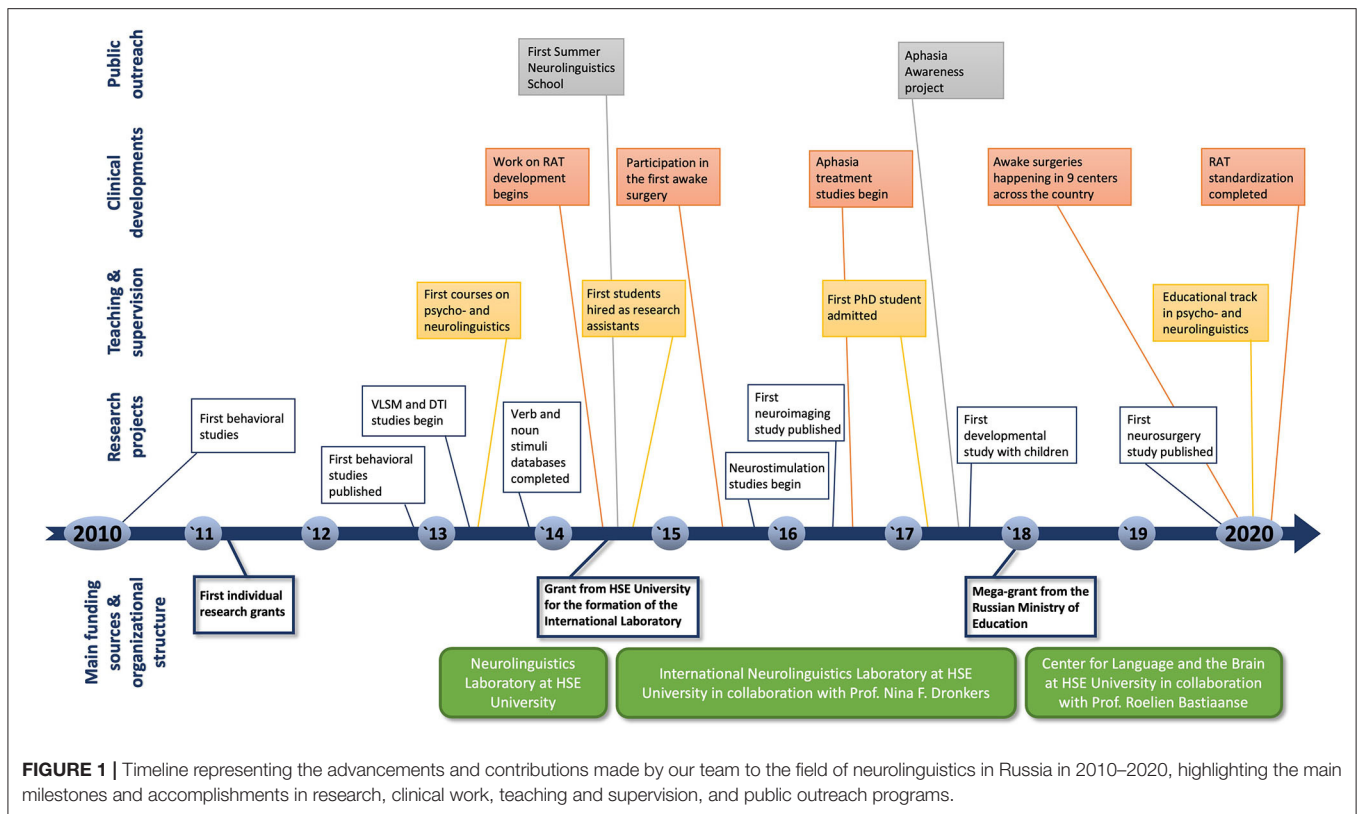 Public
outreach
First Summer
Neurolinguistics
School
Aphasia
Awareness
project
Clinical
developments
Work on RAT
development
begins
Participation in
the first awake
surgery
Aphasia
treatment
studies begin
Awake surgeries
happening in 9 centers
across the country
RAT
standardization
completed
Teaching &
supervision
First courses on
psycho- and
neurolinguistics
First students
hired as research
assistants
First PhD student
admitted
Educational track
in psycho- and
neurolinguistics
Research
rpojects
First behavioral
studies
First behavioral
studies
published
VLSM and DTI
studies begin
Verb and
noun
stimuli
databases
completed
Neurostimulation
studies begin
First
neuroimaging
study published
First
developmental
study with children
First
neurosurgery
study published
2010
`11
`12
`13
`14
`15
`16
`17
`18
`19
2020
Main funding
sources &
organizational
structure
First individual
research grants
Grant from HSE University
for the formation of the
International Laboratory
Mega-grant from the
Russian Ministry of
Education
Neurolinguistics
Laboratory at HSE
University
International Neurolinguistics Laboratory at HSE
University in collaboration with Prof. Nina F. Dronkers
Center for Language and the Brain
at HSE University in collaboration
with Prof. Roelien Bastiaanse
FIGURE 1 | Timeline representing the advancements and contributions made by our team to the field of neurolinguistics in Russia in 2010–2020, highlighting the main
milestones and accomplishments in research, clinical work, teaching and supervision, and public outreach programs.